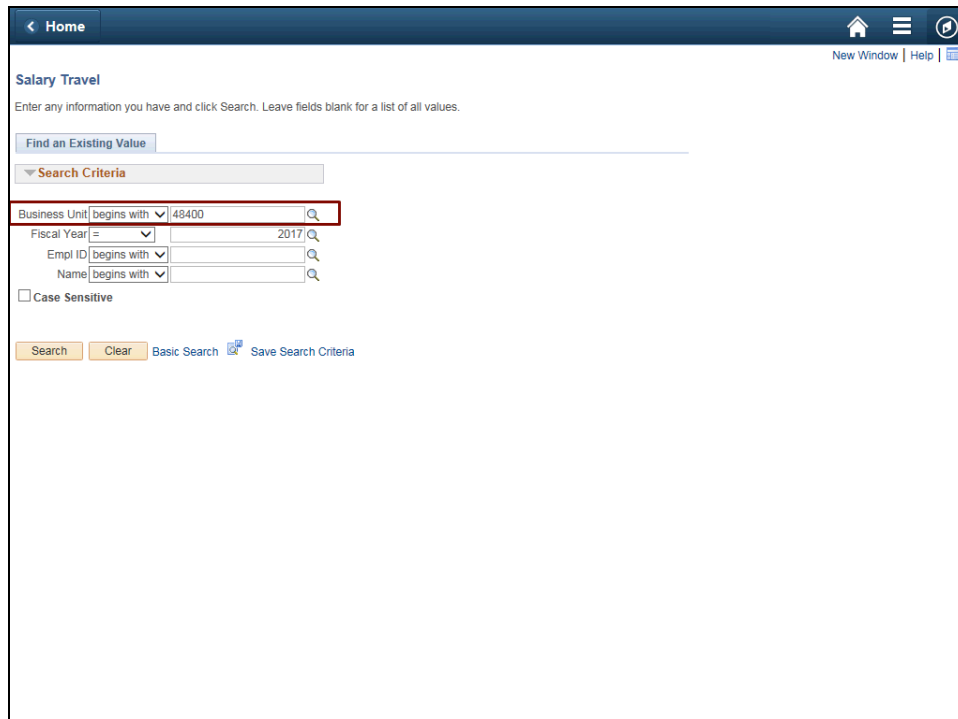 Home
New Window | Help |
Salary Travel
Enter any information you have and click Search. Leave fields blank for a list of all values.
Find an Existing Value
Search Criteria
Business Unit begins with 48400
Fiscal Year = 2017
Empl ID begins with
Name begins with
Case Sensitive
Search Clear Basic Search Save Search Criteria